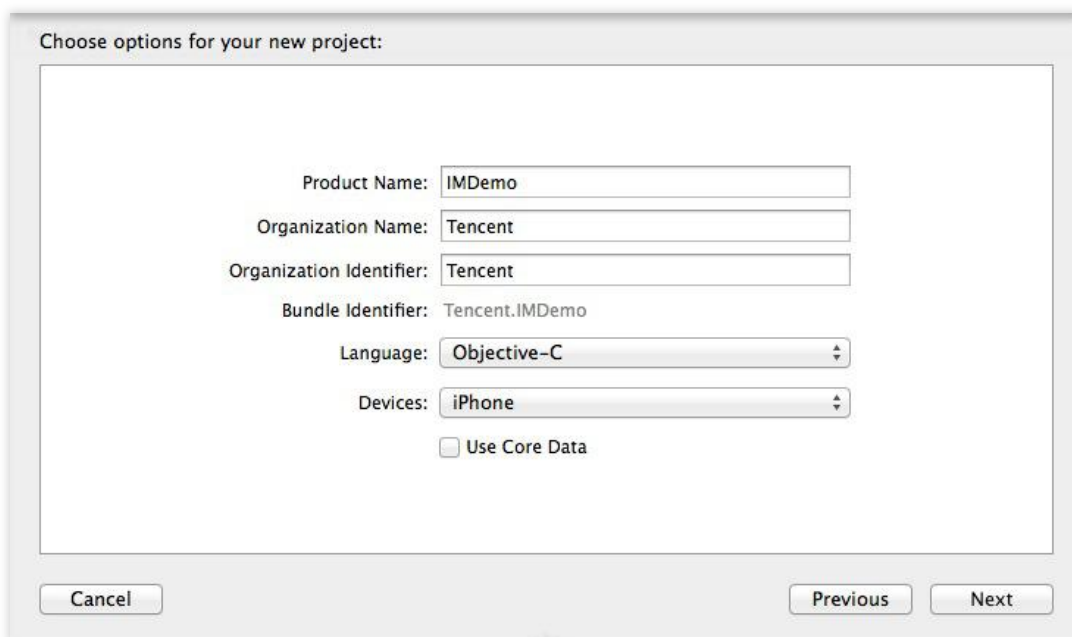 Choose options for your new project:
Product Name: IMDemo
Organization Name: Tencent
Organization Identifier: Tencent
Bundle Identifier: Tencent.IMDemo
Language: Objective-C
Devices: iPhone
Use Core Data
Cancel Previous Next